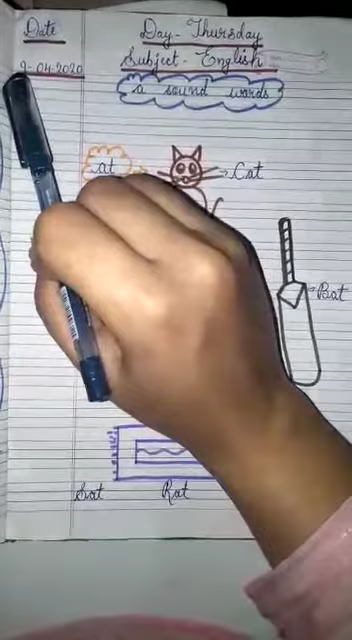 Date
Day - Thursday
9-04-2020
Subject - English
a sound words
at
Cat
Bat
Sat
Rat